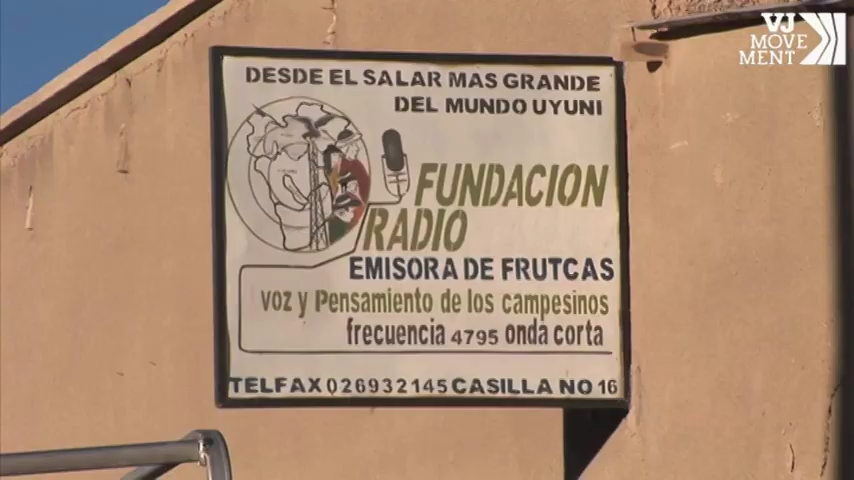 VJ
MOVE
MENT
DESDE EL SALAR MAS GRANDE
DEL MUNDO UYUNI
FUNDACION
RADIO
EMISORA DE FRUTCAS
voz y Pensamiento de los campesinos
frecuencia 4795 onda corta
TELFAX 026932145 CASILLA NO 16